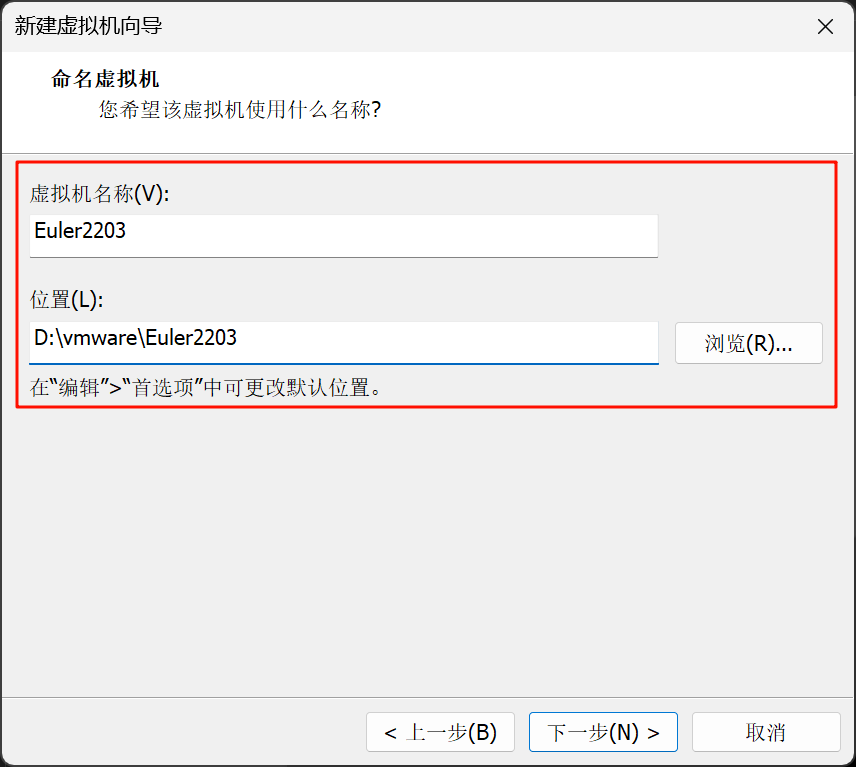 新建虚拟机向导
命名虚拟机
您希望该虚拟机使用什么名称?
虚拟机名称(V):
Euler2203
位置(L):
D:\vmware\Euler2203
浏览(R)...
在“编辑”>“首选项”中可更改默认位置。
< 上一步(B)
下一步(N) >
取消